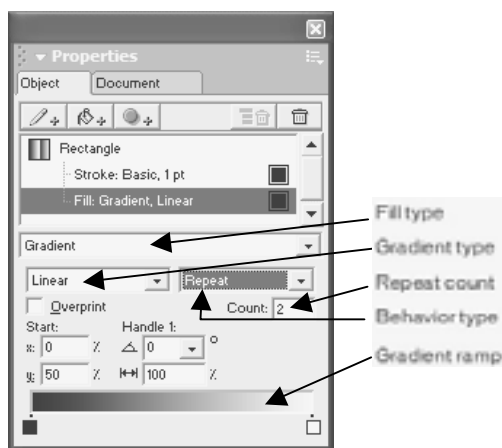 Properties
Object Document
Rectangle
Stroke: Basic, 1 pt
Fill: Gradient, Linear
Gradient
Linear Repeat
Overprint Count: 2
Start: Handle 1:
x: 0 % 0 °
y: 50 % 100 %
Fill type
Gradient type
Repeat count
Behavior type
Gradient ramp